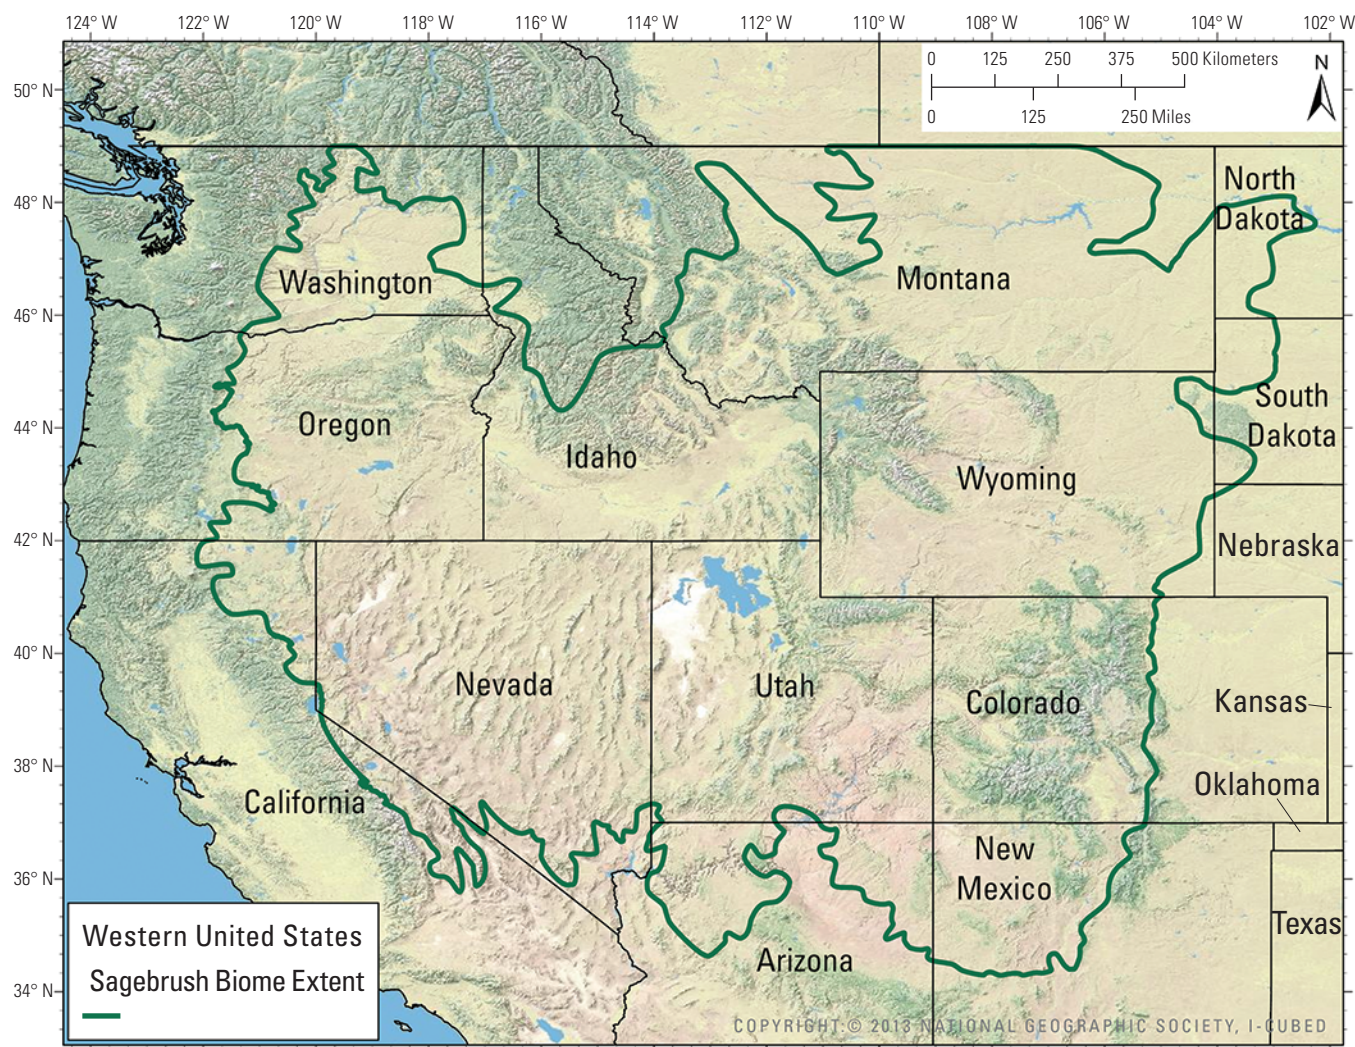 124° W 122° W 120° W 118° W 116° W 114° W 112° W 110° W 108° W 106° W 104° W 102° W
0 125 250 375 500 Kilometers
N
50° N
0 125 250 Miles
North
Dakota
48° N
Washington
Montana
46° N
South
Dakota
Oregon
44° N
Idaho
Wyoming
42° N
Nebraska
40° N
Nevada
Utah
Colorado
Kansas
38° N
Oklahoma
California
New
Mexico
36° N
Texas
Western United States
Arizona
Sagebrush Biome Extent
34° N
COPYRIGHT:© 2013 NATIONAL GEOGRAPHIC SOCIETY, I-CUBED